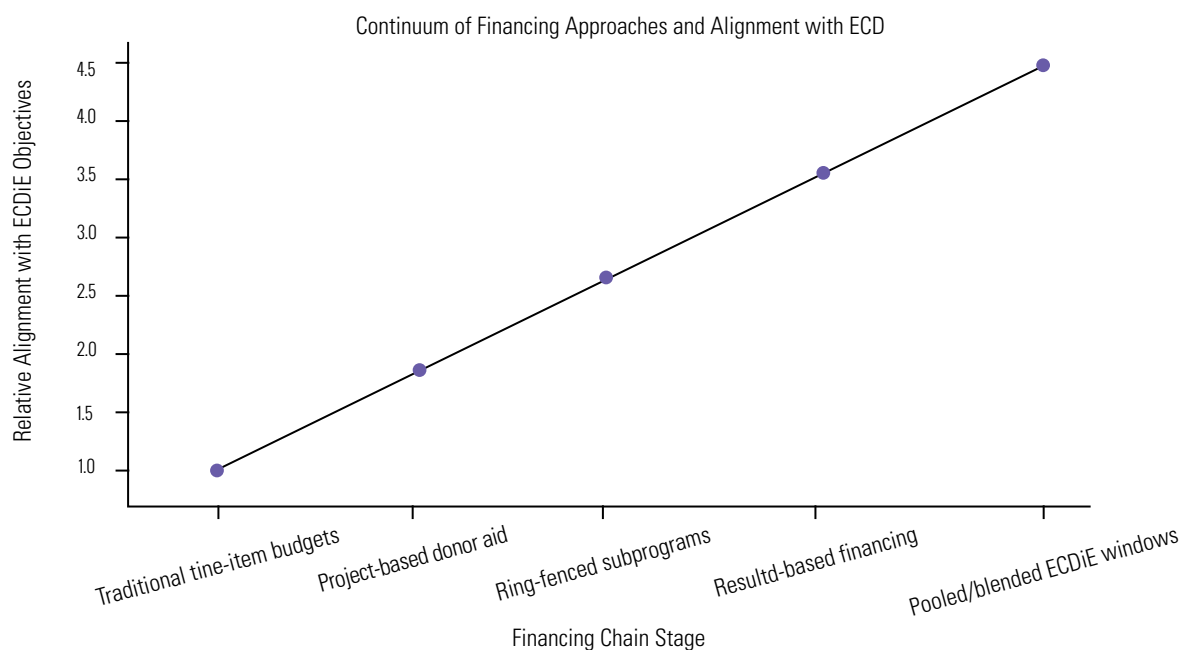 Continuum of Financing Approaches and Alignment with ECD
Relative Alignment with ECDiE Objectives
4.5
4.0
3.5
3.0
2.5
2.0
1.5
1.0
Traditional tine-item budgets
Project-based donor aid
Ring-fenced subprograms
Resultd-based financing
Pooled/blended ECDiE windows
Financing Chain Stage